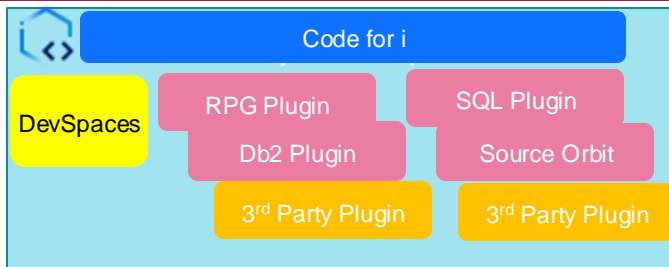 Code for i
DevSpaces
RPG Plugin
SQL Plugin
Db2 Plugin
Source Orbit
3rd Party Plugin
3rd Party Plugin